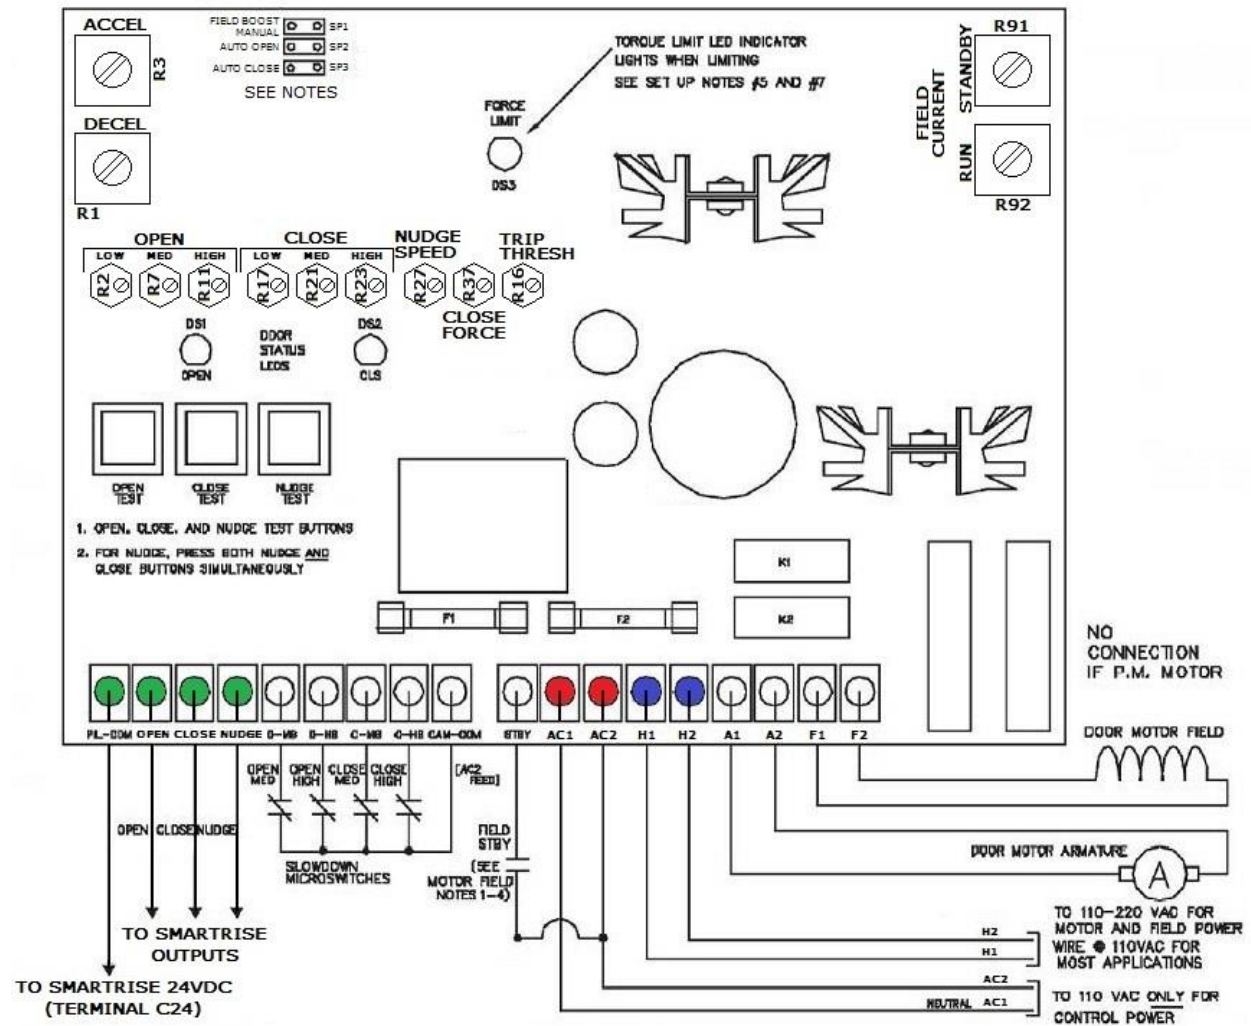 ACCEL
R3
DECEL
R1
FIELD BOOST
MANUAL
SP1
AUTO OPEN
SP2
AUTO CLOSE
SP3
SEE NOTES
TORQUE LIMIT LED INDICATOR
LIGHTS WHEN LIMITING
SEE SET UP NOTES #5 AND #7
FORCE
LIMIT
DS3
R91
STANDBY
FIELD
CURRENT
RUN
R92
OPEN
LOW MED HIGH
R2 R7 R11
CLOSE
LOW MED HIGH
R17 R21 R23
NUDGE
SPEED
R27
R37
CLOSE
FORCE
TRIP
THRESH
R16
DS1
OPEN
DOOR
STATUS
LEDS
DS2
CLS
OPEN
TEST
CLOSE
TEST
NUDGE
TEST
1. OPEN, CLOSE, AND NUDGE TEST BUTTONS
2. FOR NUDGE, PRESS BOTH NUDGE AND
CLOSE BUTTONS SIMULTANEOUSLY
K1
K2
F1
F2
NO
CONNECTION
IF P.M. MOTOR
OPEN CLOSE NUDGE CAM-COM
STBY AC1 AC2 H1 H2 A1 A2 F1 F2
DOOR MOTOR FIELD
OPEN
MED
OPEN
HIGH
CLOSE
MED
CLOSE
HIGH
[AC2
FEED]
OPEN CLOSE NUDGE
SLOWDOWN
MICROSWITCHES
FIELD
STBY
(SEE
MOTOR FIELD
NOTES 1-4)
DOOR MOTOR ARMATURE
A
TO SMARTRISE
OUTPUTS
TO SMARTRISE 24VDC
(TERMINAL C24)
H2
H1
TO 110-220 VAC FOR
MOTOR AND FIELD POWER
WIRE @ 110VAC FOR
MOST APPLICATIONS
AC2
NEUTRAL AC1
TO 110 VAC ONLY FOR
CONTROL POWER